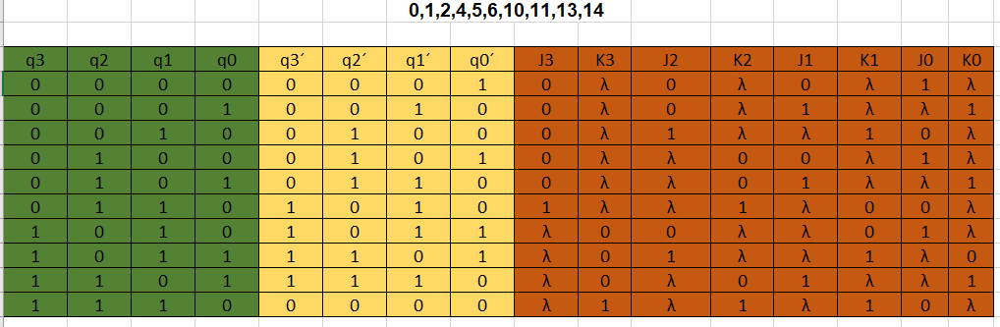 0,1,2,4,5,6,10,11,13,14
q3 q2 q1 q0 q3´ q2´ q1´ q0´ J3 K3 J2 K2 J1 K1 J0 K0
0 0 0 0 0 0 0 1 0 λ 0 λ 0 λ 1 λ
0 0 0 1 0 0 1 0 0 λ 0 λ 1 λ λ 1
0 0 1 0 0 1 0 0 0 λ 1 λ λ 1 0 λ
0 1 0 0 0 1 0 1 0 λ λ 0 0 λ 1 λ
0 1 0 1 0 1 1 0 0 λ λ 0 1 λ λ 1
0 1 1 0 1 0 1 0 1 λ λ 1 λ 0 0 λ
1 0 1 0 1 0 1 1 λ 0 0 λ λ 0 1 λ
1 0 1 1 1 1 0 1 λ 0 1 λ λ 1 λ 0
1 1 0 1 1 1 1 0 λ 0 λ 0 1 λ λ 1
1 1 1 0 0 0 0 0 λ 1 λ 1 λ 1 0 λ